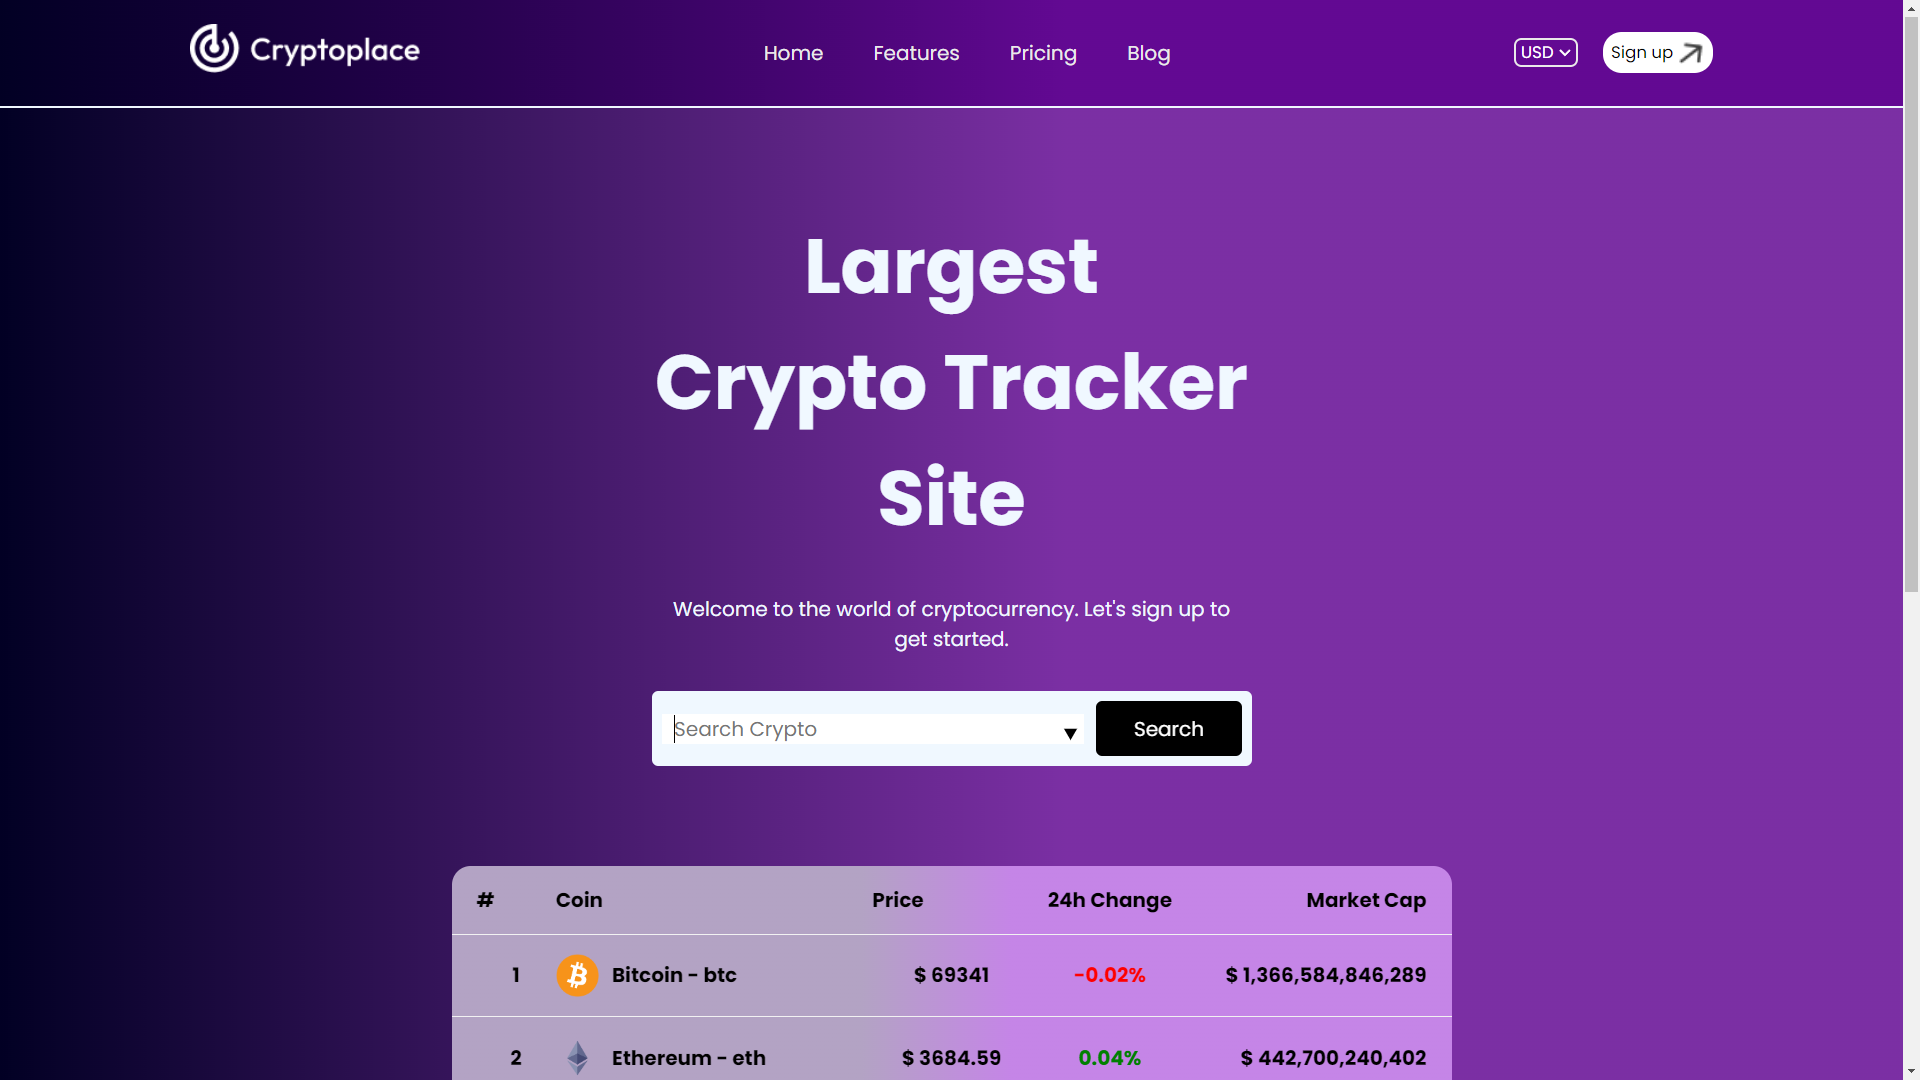 Cryptoplace
Home Features Pricing Blog
USD
Sign up
Largest
Crypto Tracker
Site
Welcome to the world of cryptocurrency. Let's sign up to
get started.
Search Crypto
Search
# Coin Price 24h Change Market Cap
1 Bitcoin - btc $ 69341 -0.02% $ 1,366,584,846,289
2 Ethereum - eth $ 3684.59 0.04% $ 442,700,240,402